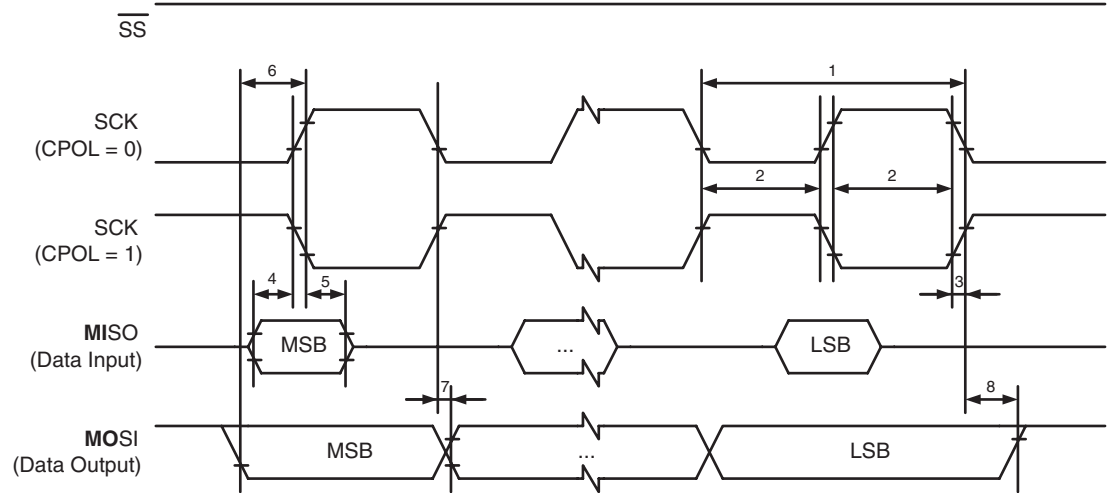 SS
6
1
SCK
(CPOL = 0)
2
2
SCK
(CPOL = 1)
4
5
3
MISO
(Data Input)
MSB
...
LSB
7
8
MOSI
(Data Output)
MSB
...
LSB